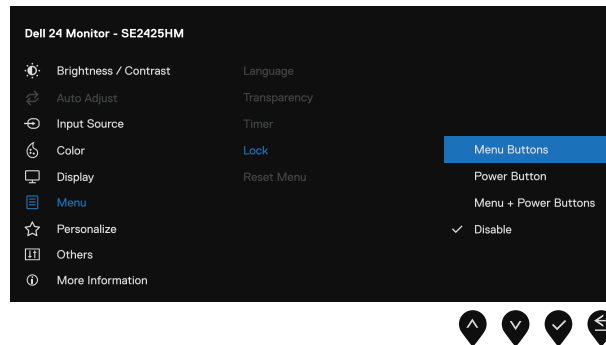 Dell 24 Monitor - SE2425HM
Brightness / Contrast
Language
Auto Adjust
Transparency
Input Source
Timer
Color
Lock
Menu Buttons
Display
Reset Menu
Power Button
Menu
Menu + Power Buttons
Personalize
Disable
Others
More Information